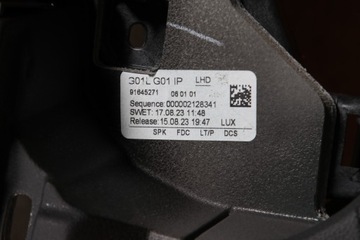 G01L G01 IP LHD
91645271 06 01 01
Sequence: 000002128341
SWET: 17.08.23 11:48
Release: 15.08.23 19:47 LUX
SPK FDC LT/P DCS